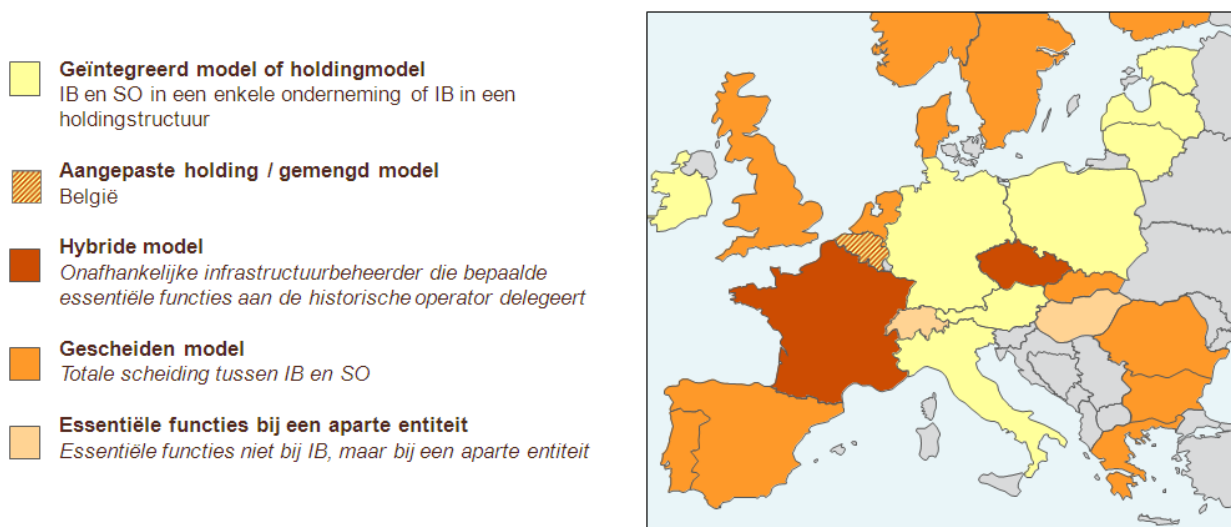 Geïntegreerd model of holdingmodel
IB en SO in een enkele onderneming of IB in een
holdingstructuur
Aangepaste holding / gemengd model
België
Hybride model
Onafhankelijke infrastructuurbeheerder die bepaalde
essentiële functies aan de historische operator delegeert
Gescheiden model
Totale scheiding tussen IB en SO
Essentiële functies bij een aparte entiteit
Essentiële functies niet bij IB, maar bij een aparte entiteit